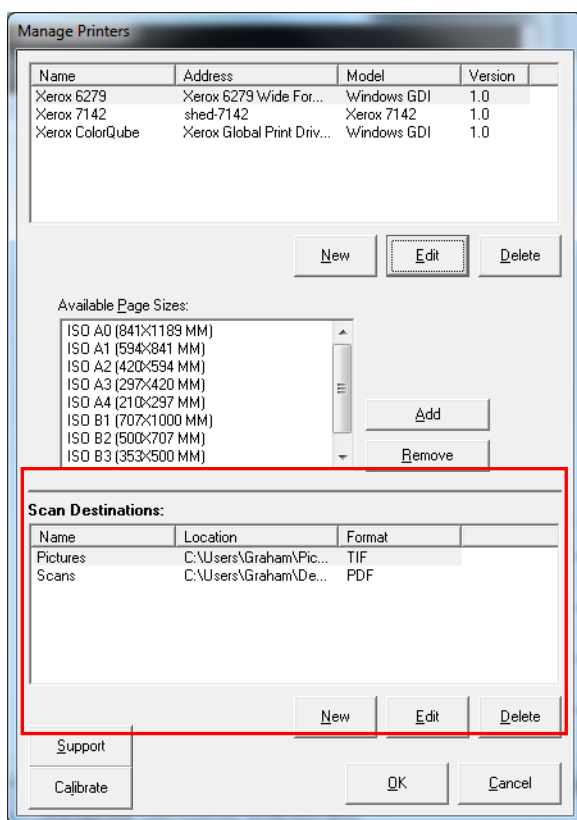 Manage Printers
Name Address Model Version
Xerox 6279 Xerox 6279 Wide For... Windows GDI 1.0
Xerox 7142 shed-7142 Xerox 7142 1.0
Xerox ColorQube Xerox Global Print Driv... Windows GDI 1.0
New Edit Delete
Available Page Sizes:
ISO A0 (841X1189 MM)
ISO A1 (594X841 MM)
ISO A2 (420X594 MM)
ISO A3 (297X420 MM)
ISO A4 (210X297 MM)
ISO B1 (707X1000 MM)
ISO B2 (500X707 MM)
ISO B3 (353X500 MM)
Add
Remove
Scan Destinations:
Name Location Format
Pictures C:\Users\Graham\Pic... TIF
Scans C:\Users\Graham\De... PDF
New Edit Delete
Support
Calibrate OK Cancel